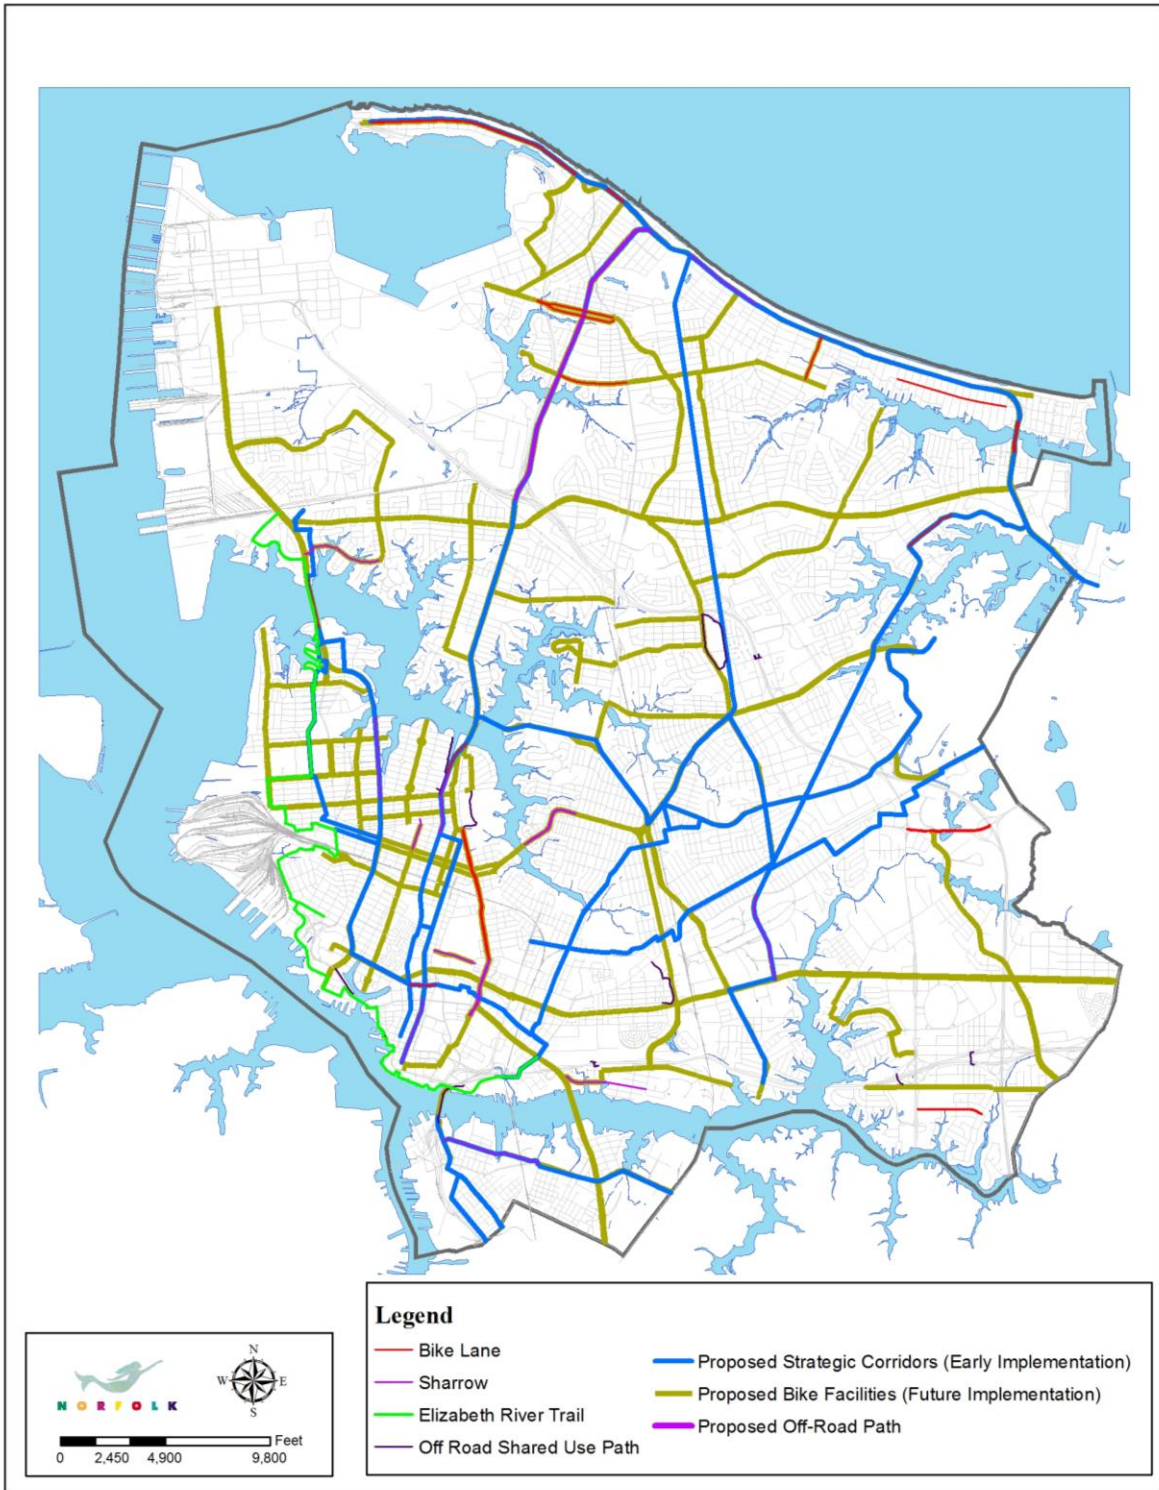 Legend
Bike Lane
Sharrow
Elizabeth River Trail
Off Road Shared Use Path
Proposed Strategic Corridors (Early Implementation)
Proposed Bike Facilities (Future Implementation)
Proposed Off-Road Path
N
W E
S
NORFOLK
Feet
0 2,450 4,900 9,800